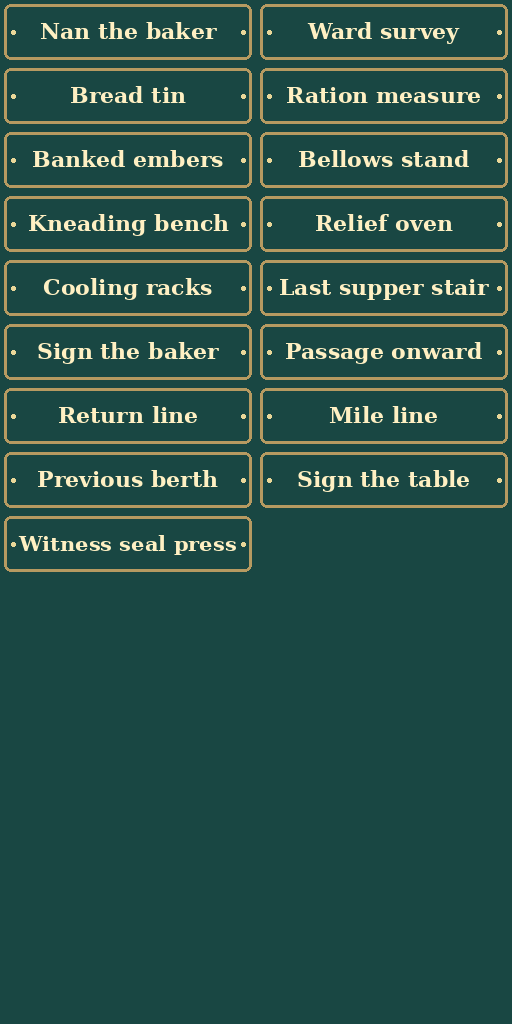 Nan the baker
Ward survey
Bread tin
Ration measure
Banked embers
Bellows stand
Kneading bench
Relief oven
Cooling racks
Last supper stair
Sign the baker
Passage onward
Return line
Mile line
Previous berth
Sign the table
Witness seal press